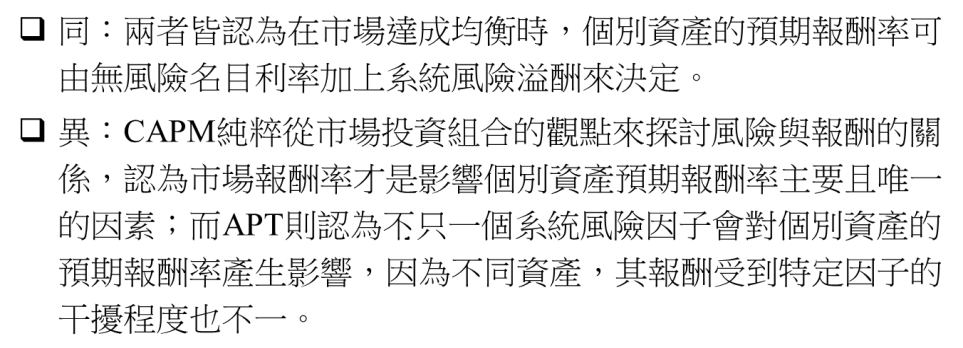 ❑ 同：兩者皆認為在市場達成均衡時，個別資產的預期報酬率可
由無風險名目利率加上系統風險溢酬來決定。
❑ 異：CAPM純粹從市場投資組合的觀點來探討風險與報酬的關
係，認為市場報酬率才是影響個別資產預期報酬率主要且唯一
的因素；而APT則認為不只一個系統風險因子會對個別資產的
預期報酬率產生影響，因為不同資產，其報酬受到特定因子的
干擾程度也不一。